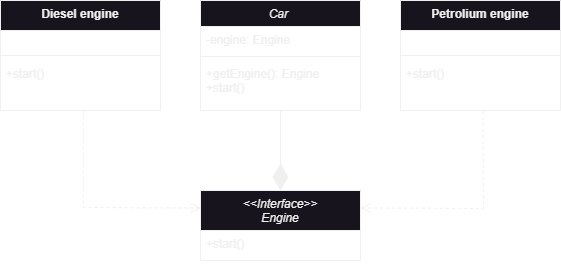 Diesel engine
+start()
Car
-engine: Engine
+getEngine(): Engine
+start()
Petrolium engine
+start()
<<Interface>>
Engine
+start()